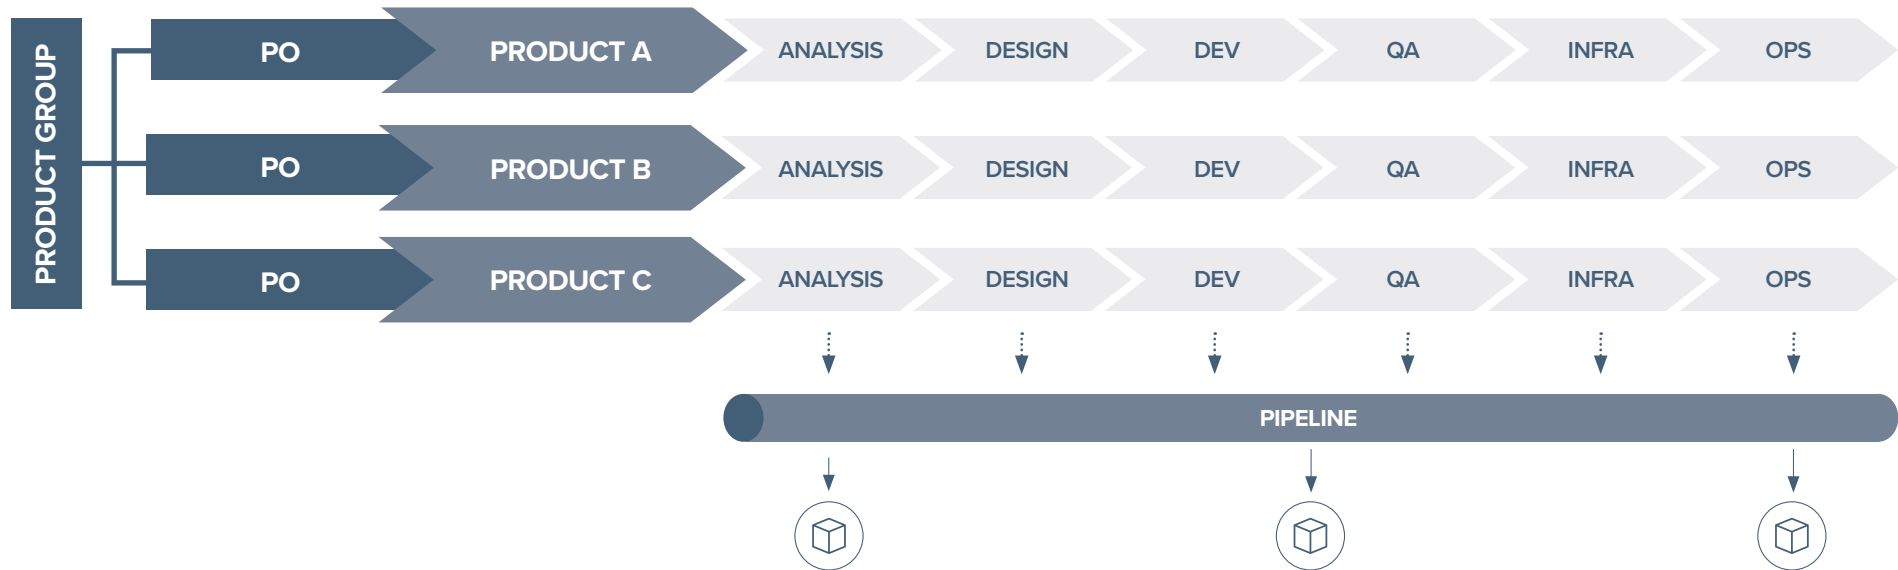 PRODUCT GROUP
PO PRODUCT A ANALYSIS DESIGN DEV QA INFRA OPS
PO PRODUCT B ANALYSIS DESIGN DEV QA INFRA OPS
PO PRODUCT C ANALYSIS DESIGN DEV QA INFRA OPS
PIPELINE